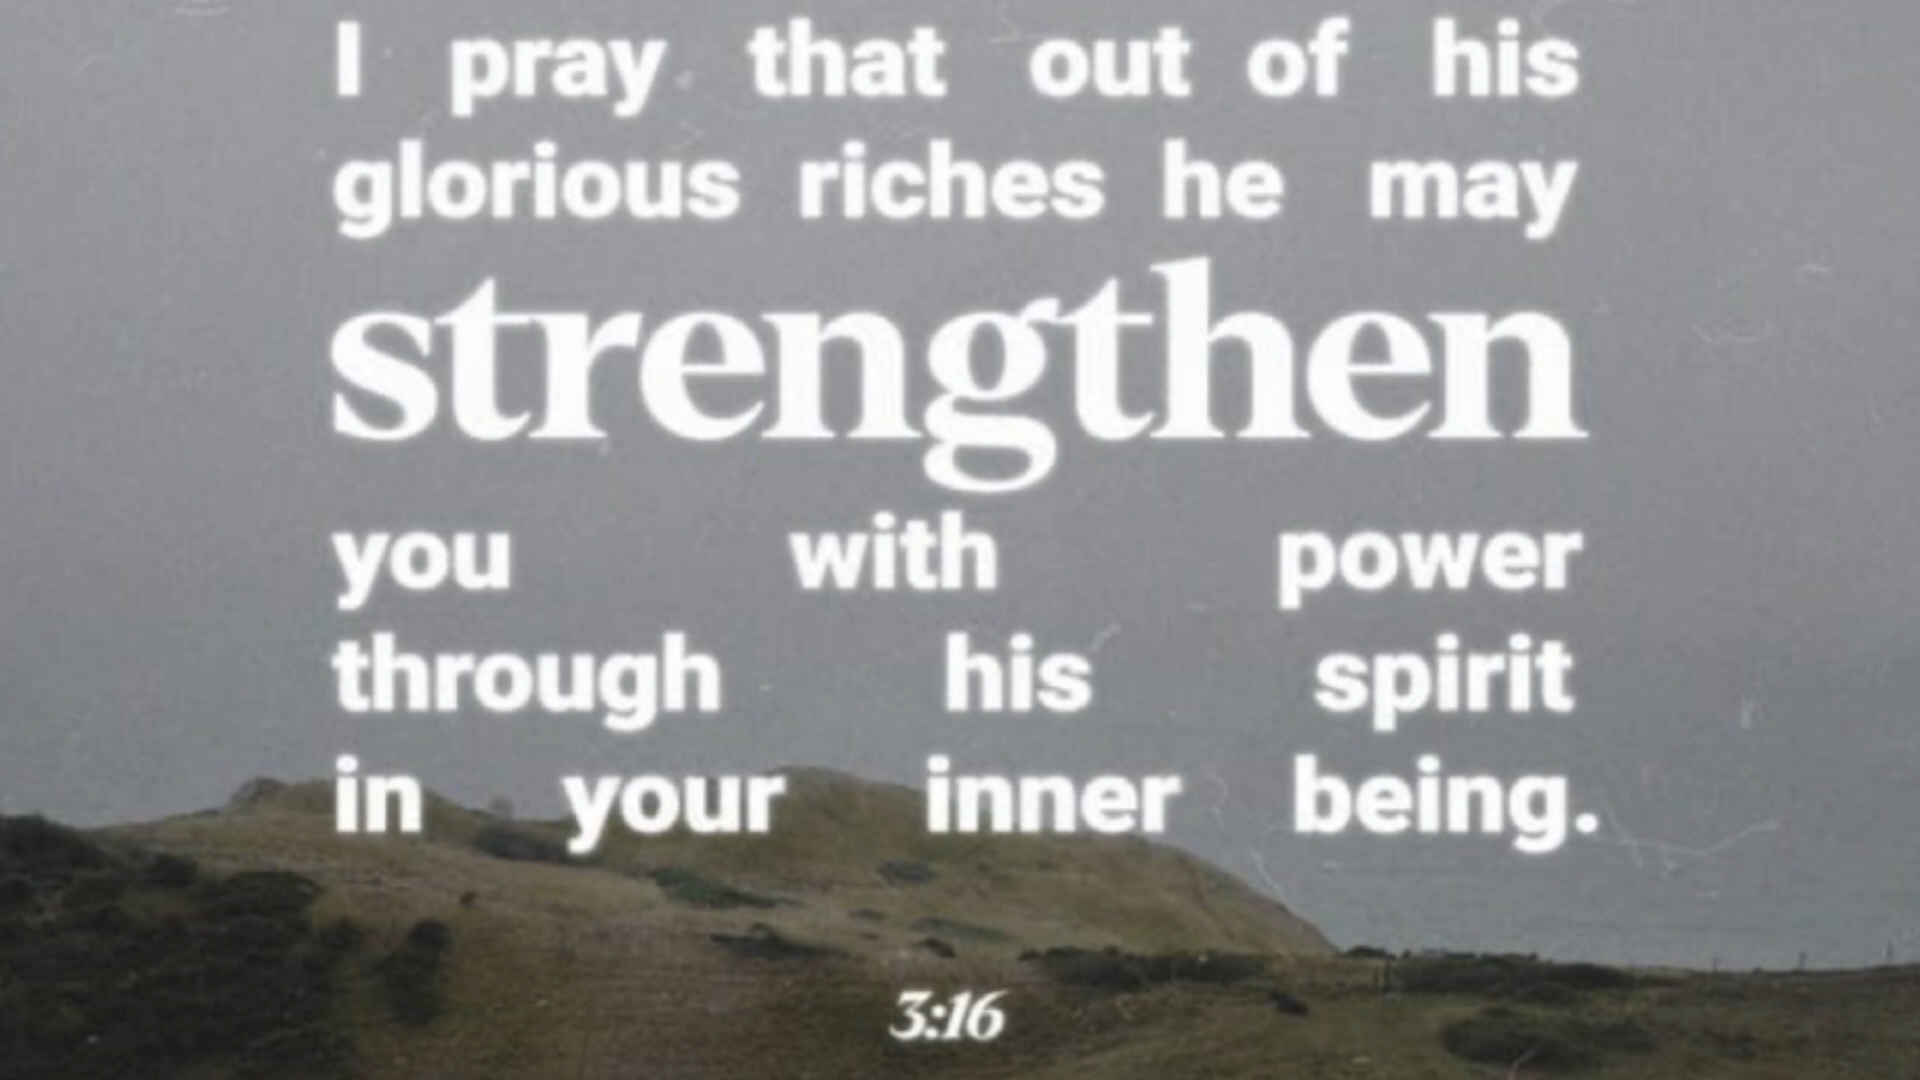 I pray that out of his
glorious riches he may
strengthen
you with power
through his spirit
in your inner being.
3:16